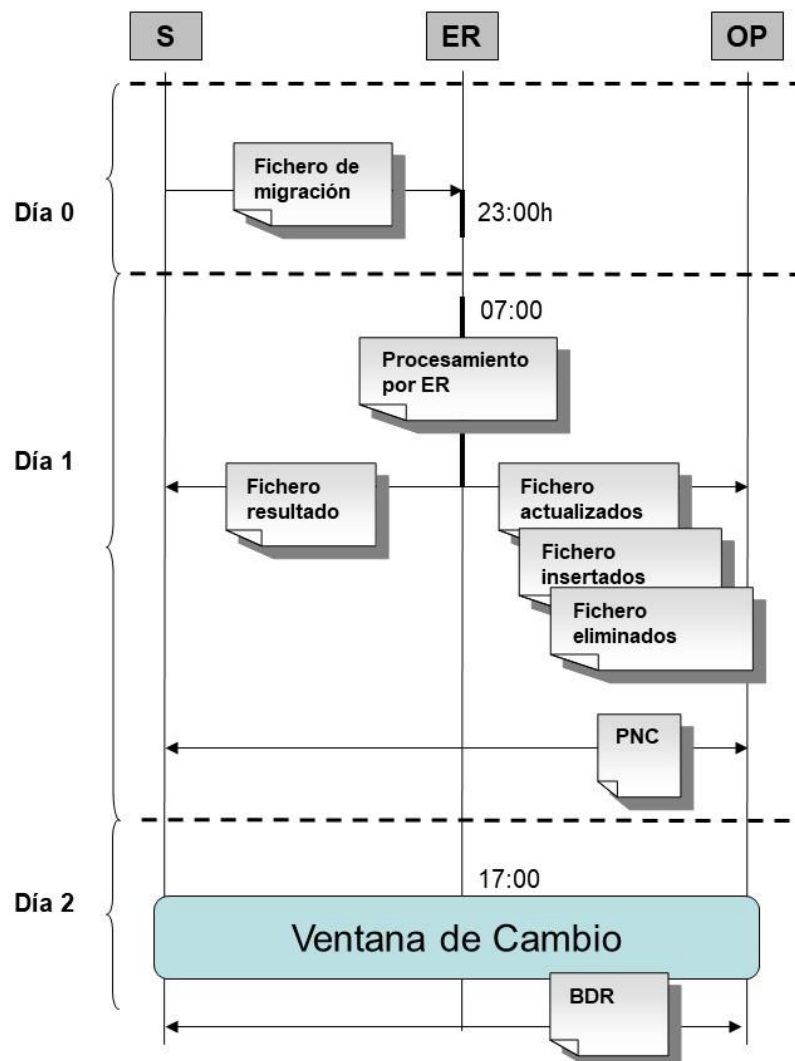 S
ER
OP
Fichero de
migración
Día 0
23:00h
07:00
Procesamiento
por ER
Día 1
Fichero
resultado
Fichero
actualizados
Fichero
insertados
Fichero
eliminados
PNC
17:00
Día 2
Ventana de Cambio
BDR